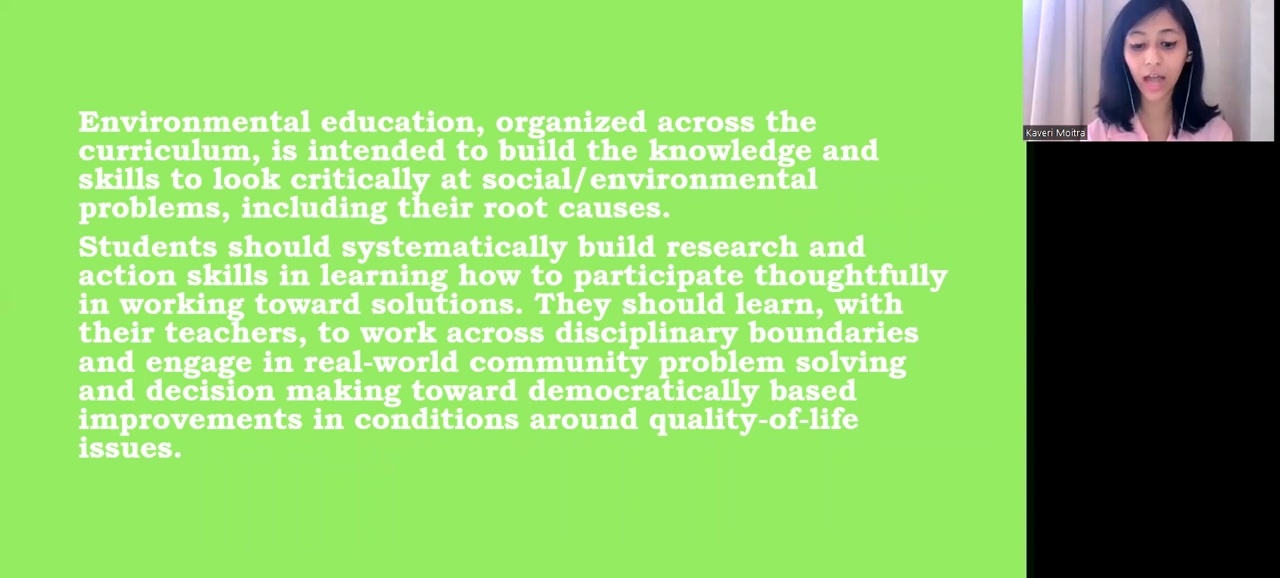 Environmental education, organized across the
curriculum, is intended to build the knowledge and
skills to look critically at social/environmental
problems, including their root causes.
Students should systematically build research and
action skills in learning how to participate thoughtfully
in working toward solutions. They should learn, with
their teachers, to work across disciplinary boundaries
and engage in real-world community problem solving
and decision making toward democratically based
improvements in conditions around quality-of-life
issues.
Kaveri Moitra